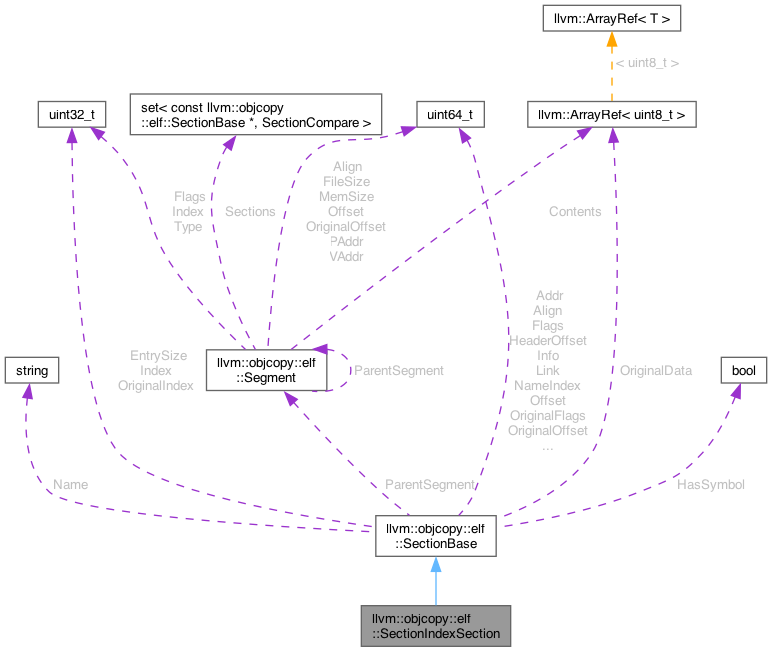 llvm::ArrayRef< T >
< uint8_t >
uint32_t
set< const llvm::objcopy
::elf::SectionBase *, SectionCompare >
uint64_t
llvm::ArrayRef< uint8_t >
Flags
Index
Type
Sections
Align
FileSize
MemSize
Offset
OriginalOffset
PAddr
VAddr
Contents
string
EntrySize
Index
OriginalIndex
llvm::objcopy::elf
::Segment
ParentSegment
Addr
Align
Flags
HeaderOffset
Info
Link
NameIndex
Offset
OriginalFlags
OriginalOffset
...
OriginalData
bool
Name
ParentSegment
HasSymbol
llvm::objcopy::elf
::SectionBase
llvm::objcopy::elf
::SectionIndexSection